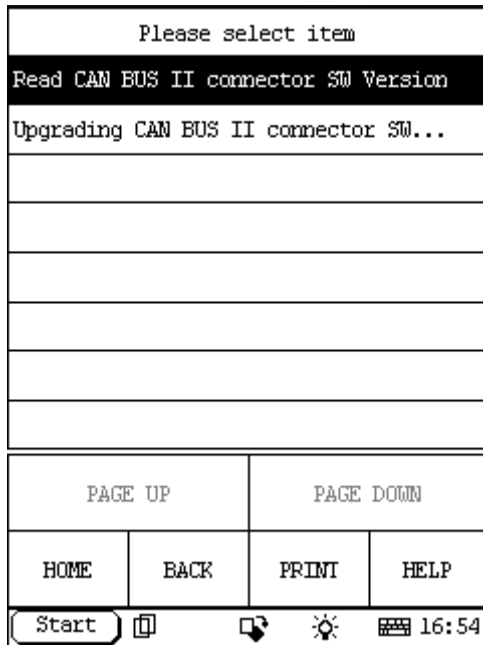 Please select item
Read CAN BUS II connector SW Version
Upgrading CAN BUS II connector SW...
PAGE UP PAGE DOWN
HOME BACK PRINT HELP
Start 16:54